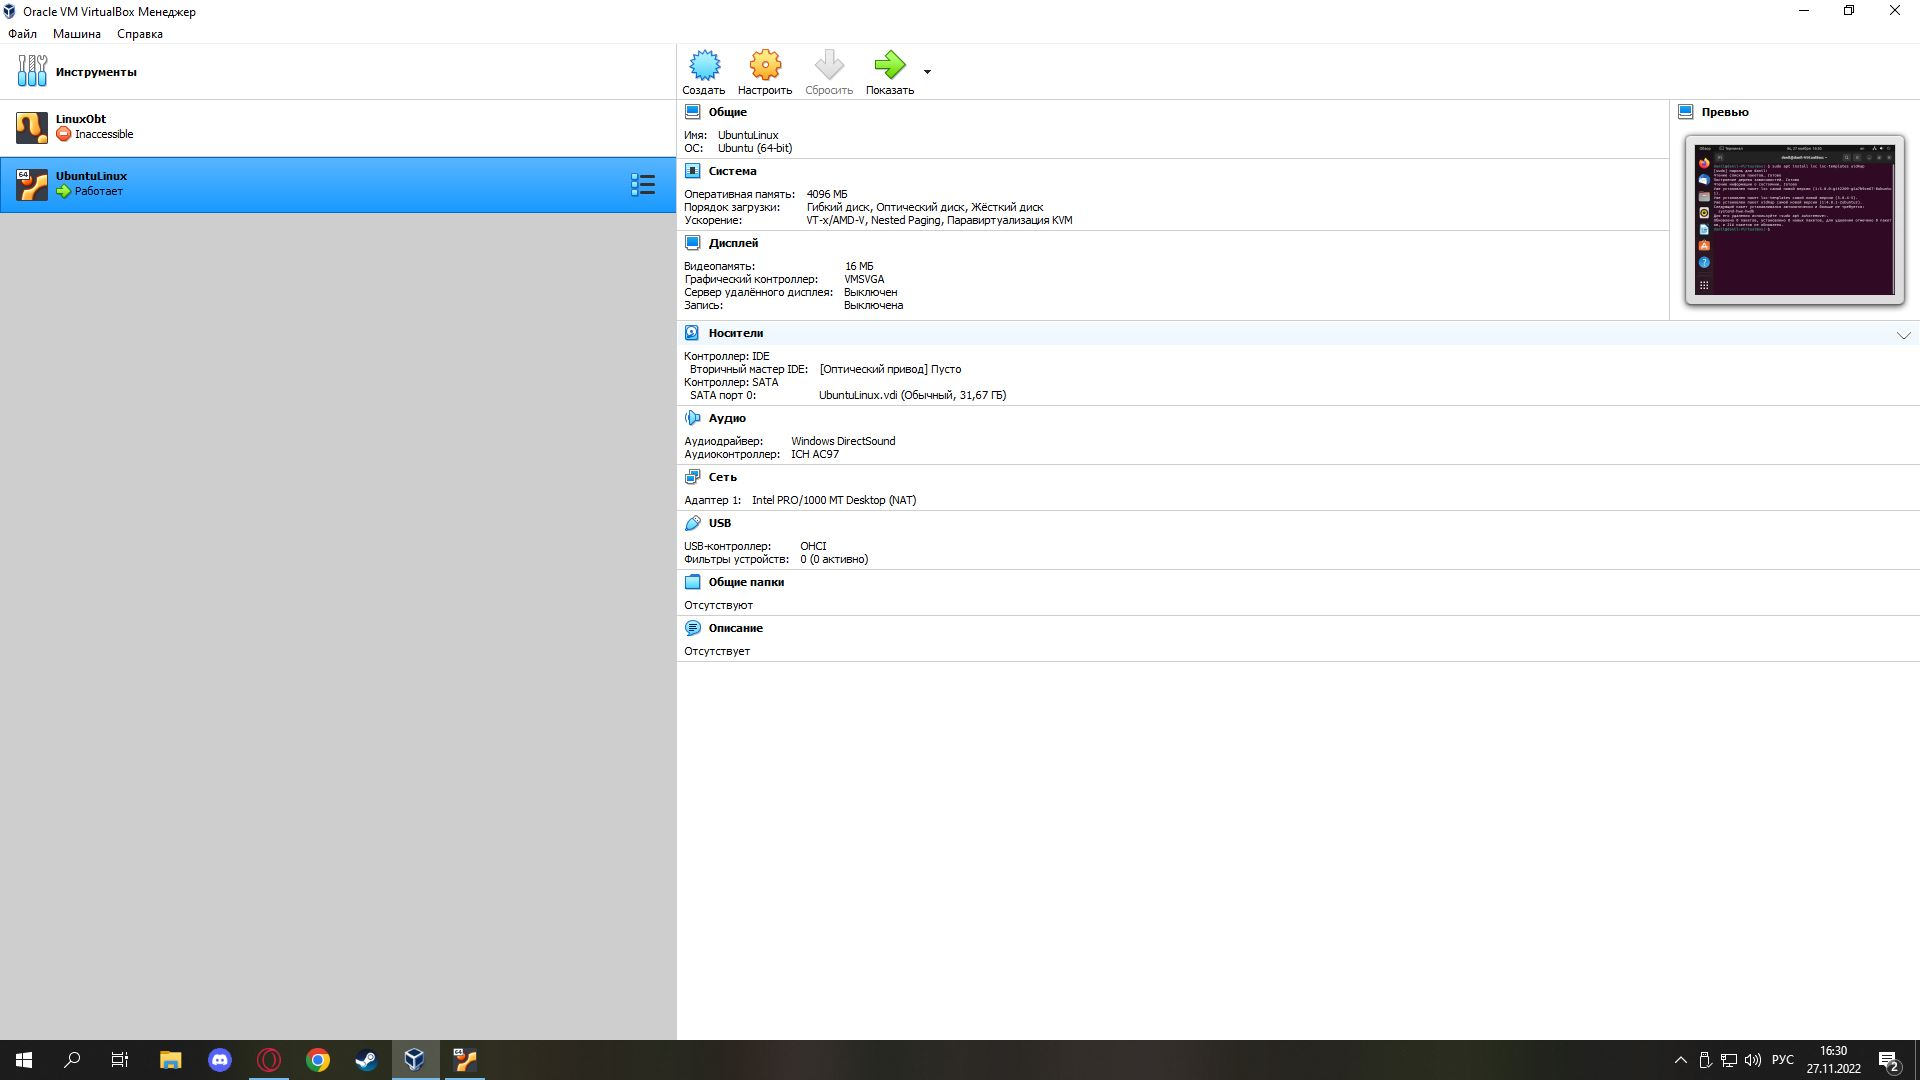 Oracle VM VirtualBox Менеджер
Файл Машина Справка
Инструменты
LinuxObt
Inaccessible
64
UbuntuLinux
Работает
Создать Настроить Сбросить Показать
Общие
Имя: UbuntuLinux
ОС: Ubuntu (64-bit)
Система
Оперативная память: 4096 МБ
Порядок загрузки: Гибкий диск, Оптический диск, Жёсткий диск
Ускорение: VT-x/AMD-V, Nested Paging, Паравиртуализация KVM
Дисплей
Видеопамять: 16 МБ
Графический контроллер: VMSVGA
Сервер удалённого дисплея: Выключен
Запись: Выключена
Превью
Носители
Контроллер: IDE
Вторичный мастер IDE: [Оптический привод] Пусто
Контроллер: SATA
SATA порт 0: UbuntuLinux.vdi (Обычный, 31,67 ГБ)
Аудио
Аудиодрайвер: Windows DirectSound
Аудиоконтроллер: ICH AC97
Сеть
Адаптер 1: Intel PRO/1000 MT Desktop (NAT)
USB
USB-контроллер: OHCI
Фильтры устройств: 0 (0 активно)
Общие папки
Отсутствуют
Описание
Отсутствует
64
РУС
16:30
27.11.2022
2